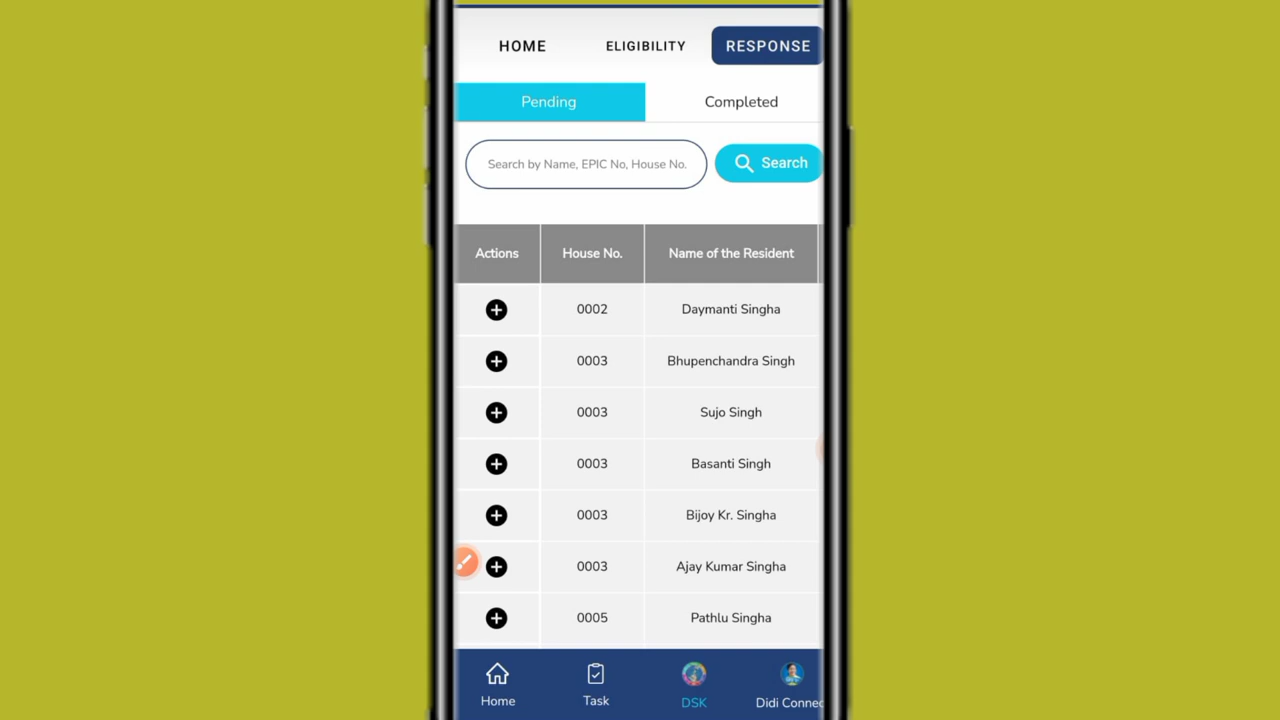 HOME ELIGIBILITY RESPONSE
Pending Completed
Search by Name, EPIC No, House No. Search
Actions House No. Name of the Resident
0002 Daymanti Singha
0003 Bhupenchandra Singh
0003 Sujo Singh
0003 Basanti Singh
0003 Bijoy Kr. Singha
0003 Ajay Kumar Singha
0005 Pathlu Singha
Home Task DSK Didi Connec